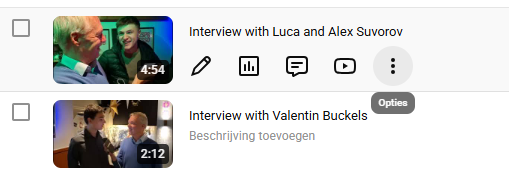 Interview with Luca and Alex Suvorov
4:54
Opties
Interview with Valentin Buckels
Beschrijving toevoegen
2:12